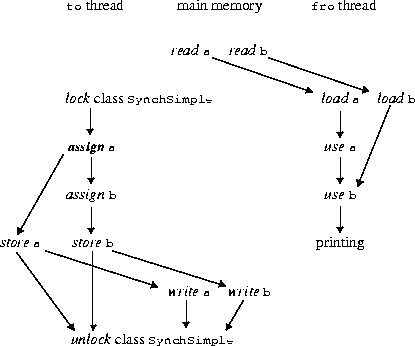 to thread main memory fro thread
read a read b
lock class SynchSimple load a load b
assign a use a
assign b use b
store a store b printing
write a write b
unlock class SynchSimple